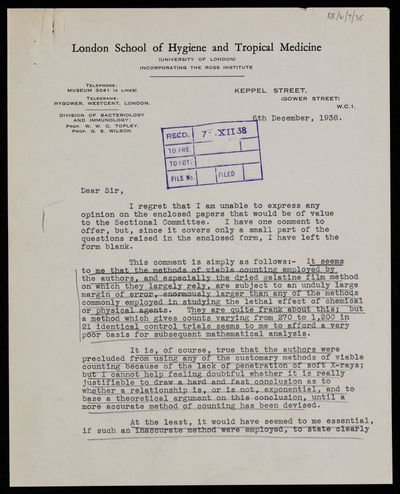 RR/W/7/36
London School of Hygiene and Tropical Medicine
(UNIVERSITY OF LONDON)
INCORPORATING THE ROSS INSTITUTE
TELEPHONE:
MUSEUM 3041 (4 LINES)
TELEGRAMS:
HYGOWER, WESTCENT, LONDON.
DIVISION OF BACTERIOLOGY
AND IMMUNOLOGY:
PROF. W. W. C. TOPLEY.
PROF. G. S. WILSON.
KEPPEL STREET,
(GOWER STREET)
W.C.1.
6th December, 1938.
RECD. 7-.XII.38
TO / NB.
TO NOT:
FILE No. FILED
Dear Sir,
I regret that I am unable to express any
opinion on the enclosed papers that would be of value
to the Sectional Committee. I have one comment to
offer, but, since it covers only a small part of the
questions raised in the enclosed form, I have left the
form blank.
This comment is simply as follows:- It seems
to me that the methods of viable counting employed by
the authors, and especially the dried gelatine film method
on which they largely rely, are subject to an unduly large
margin of error, enormously larger than any of the methods
commonly employed in studying the lethal effect of chemical
or physical agents. They are quite frank about this; but
a method which gives counts varying from 270 to 1,200 in
21 identical control trials seems to me to afford a very
poor basis for subsequent mathematical analysis.
It is, of course, true that the authors were
precluded from using any of the customary methods of viable
counting because of the lack of penetration of soft X-rays;
but I cannot help feeling doubtful whether it is really
justifiable to draw a hard and fast conclusion as to
whether a relationship is, or is not, exponential, and to
base a theoretical argument on this conclusion, until a
more accurate method of counting has been devised.
At the least, it would have seemed to me essential,
if such an inaccurate method were employed, to state clearly